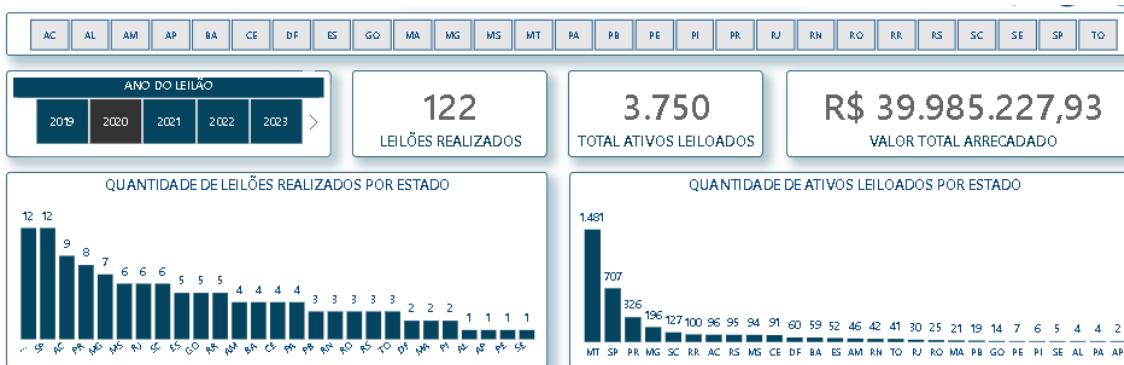 AC AL AM AP BA CE DF ES GO MA MG MS MT PA PB PE PI PR RJ RN RO RR RS SC SE SP TO
ANO DO LEILÃO
2019 2020 2021 2022 2023
122
LEILÕES REALIZADOS
3.750
TOTAL ATIVOS LEILOADOS
R$ 39.985.227,93
VALOR TOTAL ARRECADADO
QUANTIDADE DE LEILÕES REALIZADOS POR ESTADO
12 12 9 8 7 6 6 6 5 5 5 4 4 4 4 3 3 3 3 3 2 2 2 1 1 1 1
... SP AC PR MG MS RJ SC ES GO RR AM BA CE PA PB RN RO RS TO DF MA PI AL AP PE SE
QUANTIDADE DE ATIVOS LEILOADOS POR ESTADO
1.481 707 326 196 127 100 96 95 94 91 60 59 52 46 42 41 30 25 21 19 14 7 6 5 4 4 2
MT SP PR MG SC RR AC RS MS CE DF BA ES AM RN TO RJ RO MA PB GO PE PI SE AL PA AP